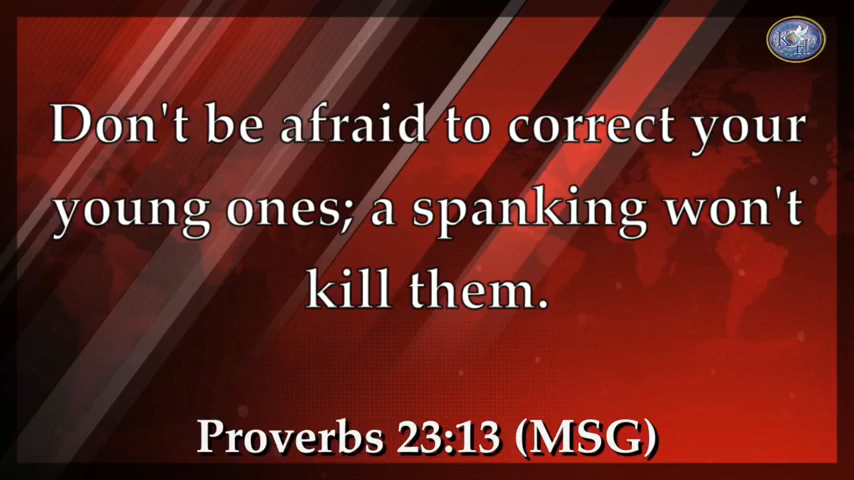 Don't be afraid to correct your
young ones; a spanking won't
kill them.
Proverbs 23:13 (MSG)